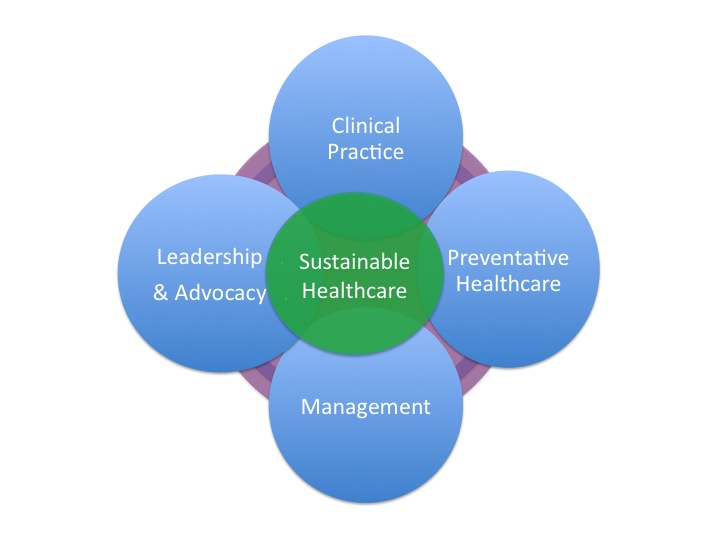 Clinical
Practice
Leadership
& Advocacy
Sustainable
Healthcare
Preventative
Healthcare
Management